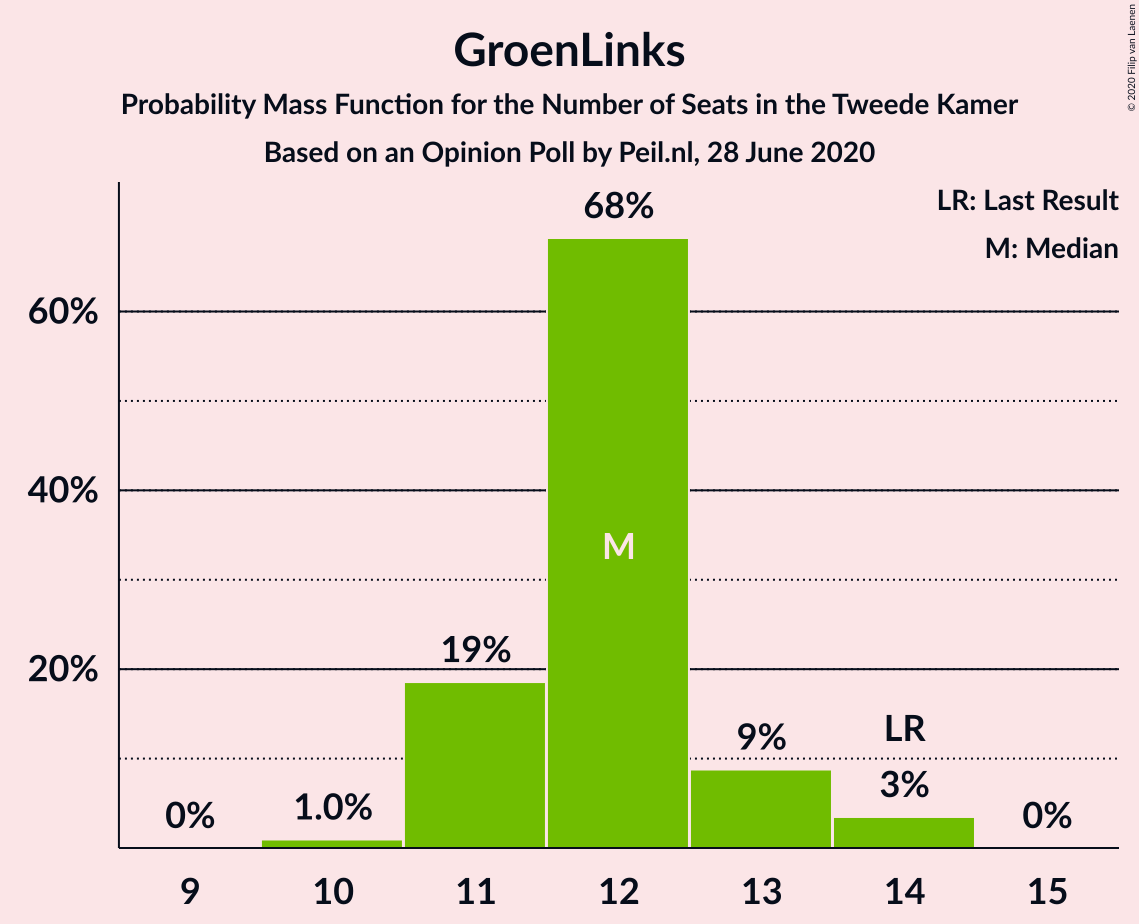 GroenLinks
Probability Mass Function for the Number of Seats in the Tweede Kamer
Based on an Opinion Poll by Peil.nl, 28 June 2020
© 2020 Filip van Laenen
LR: Last Result
M: Median
68%
60%
40%
M
19%
20%
LR
9%
3%
0%
1.0%
0%
9 10 11 12 13 14 15